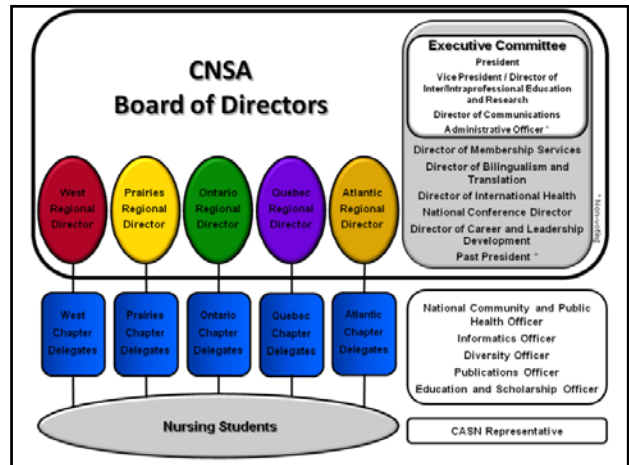 CNSA
Board of Directors
Executive Committee
President
Vice President / Director of
Inter/Intraprofessional Education
and Research
Director of Communications
Administrative Officer *
Director of Membership Services
Director of Bilingualism and
Translation
Director of International Health
National Conference Director
Director of Career and Leadership
Development
Past President *
* Non-voting
West
Regional
Director
Prairies
Regional
Director
Ontario
Regional
Director
Quebec
Regional
Director
Atlantic
Regional
Director
West
Chapter
Delegates
Prairies
Chapter
Delegates
Ontario
Chapter
Delegates
Quebec
Chapter
Delegates
Atlantic
Chapter
Delegates
National Community and Public
Health Officer
Informatics Officer
Diversity Officer
Publications Officer
Education and Scholarship Officer
Nursing Students
CASN Representative